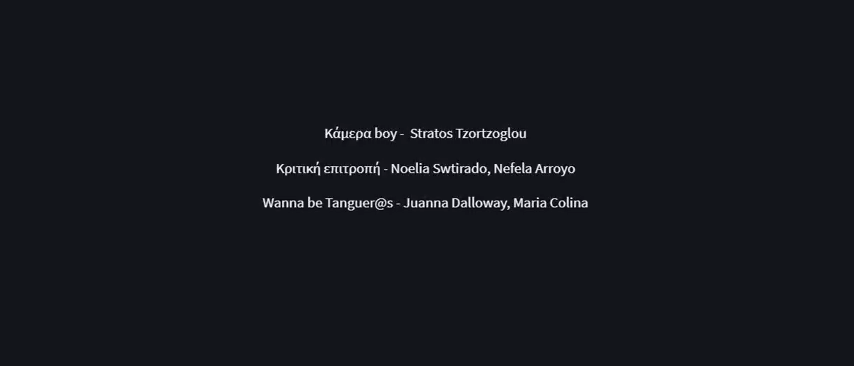 Κάμερα boy -  Stratos Tzortzoglou
Κριτική επιτροπή - Noelia Swtirado, Nefela Arroyo
Wanna be Tanguer@s - Juanna Dalloway, Maria Colina